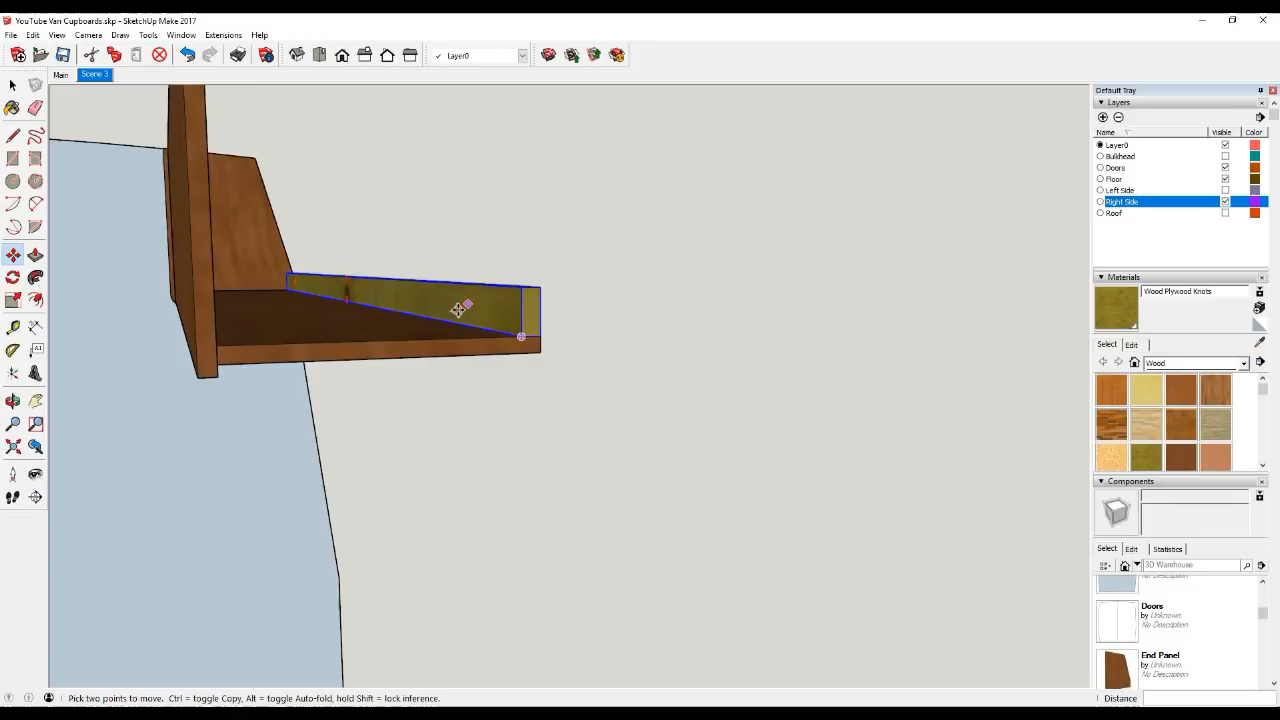 YouTube Van Cupboards.skp - SketchUp Make 2017
File Edit View Camera Draw Tools Window Extensions Help
Layer0
Main Scene 3
Default Tray
Layers
Name Visible Color
Layer0
Bulkhead
Doors
Floor
Left Side
Right Side
Roof
Materials
Wood Plywood Knots
Select Edit
Wood
Components
Select Edit Statistics
3D Warehouse
No Description
Doors
by Unknown
No Description
End Panel
by Unknown
No Description
Pick two points to move. Ctrl = toggle Copy, Alt = toggle Auto-fold, hold Shift = lock inference.
Distance